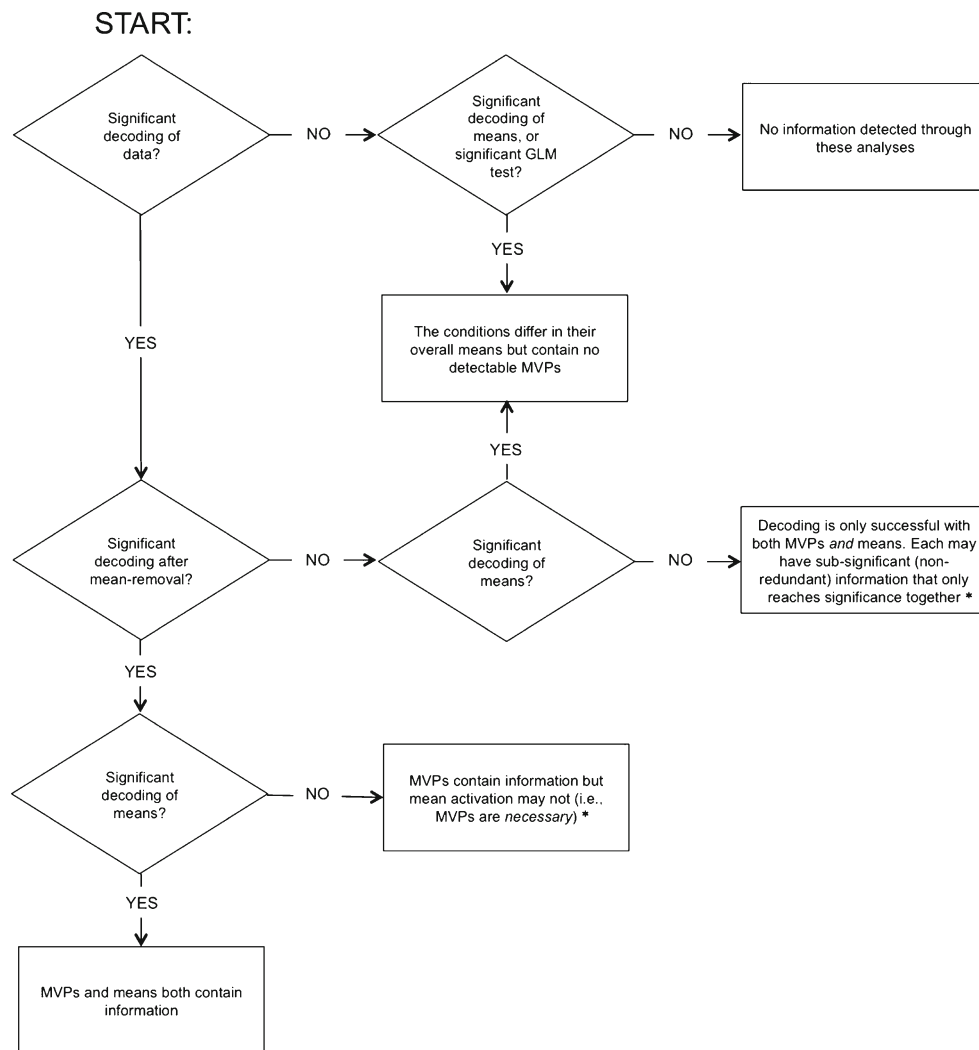 START:
Significant
decoding of
data?
NO
Significant
decoding of
means, or
significant GLM
test?
NO
No information detected through
these analyses
YES
YES
The conditions differ in their
overall means but contain no
detectable MVPs
YES
Significant
decoding after
mean-removal?
NO
Significant
decoding
of means?
NO
Decoding is only successful with
both MVPs and means. Each may
have sub-significant (non-
redundant) information that only
reaches significance together *
YES
Significant
decoding of
means?
NO
MVPs contain information but
mean activation may not (i.e.,
MVPs are necessary) *
YES
MVPs and means both contain
information